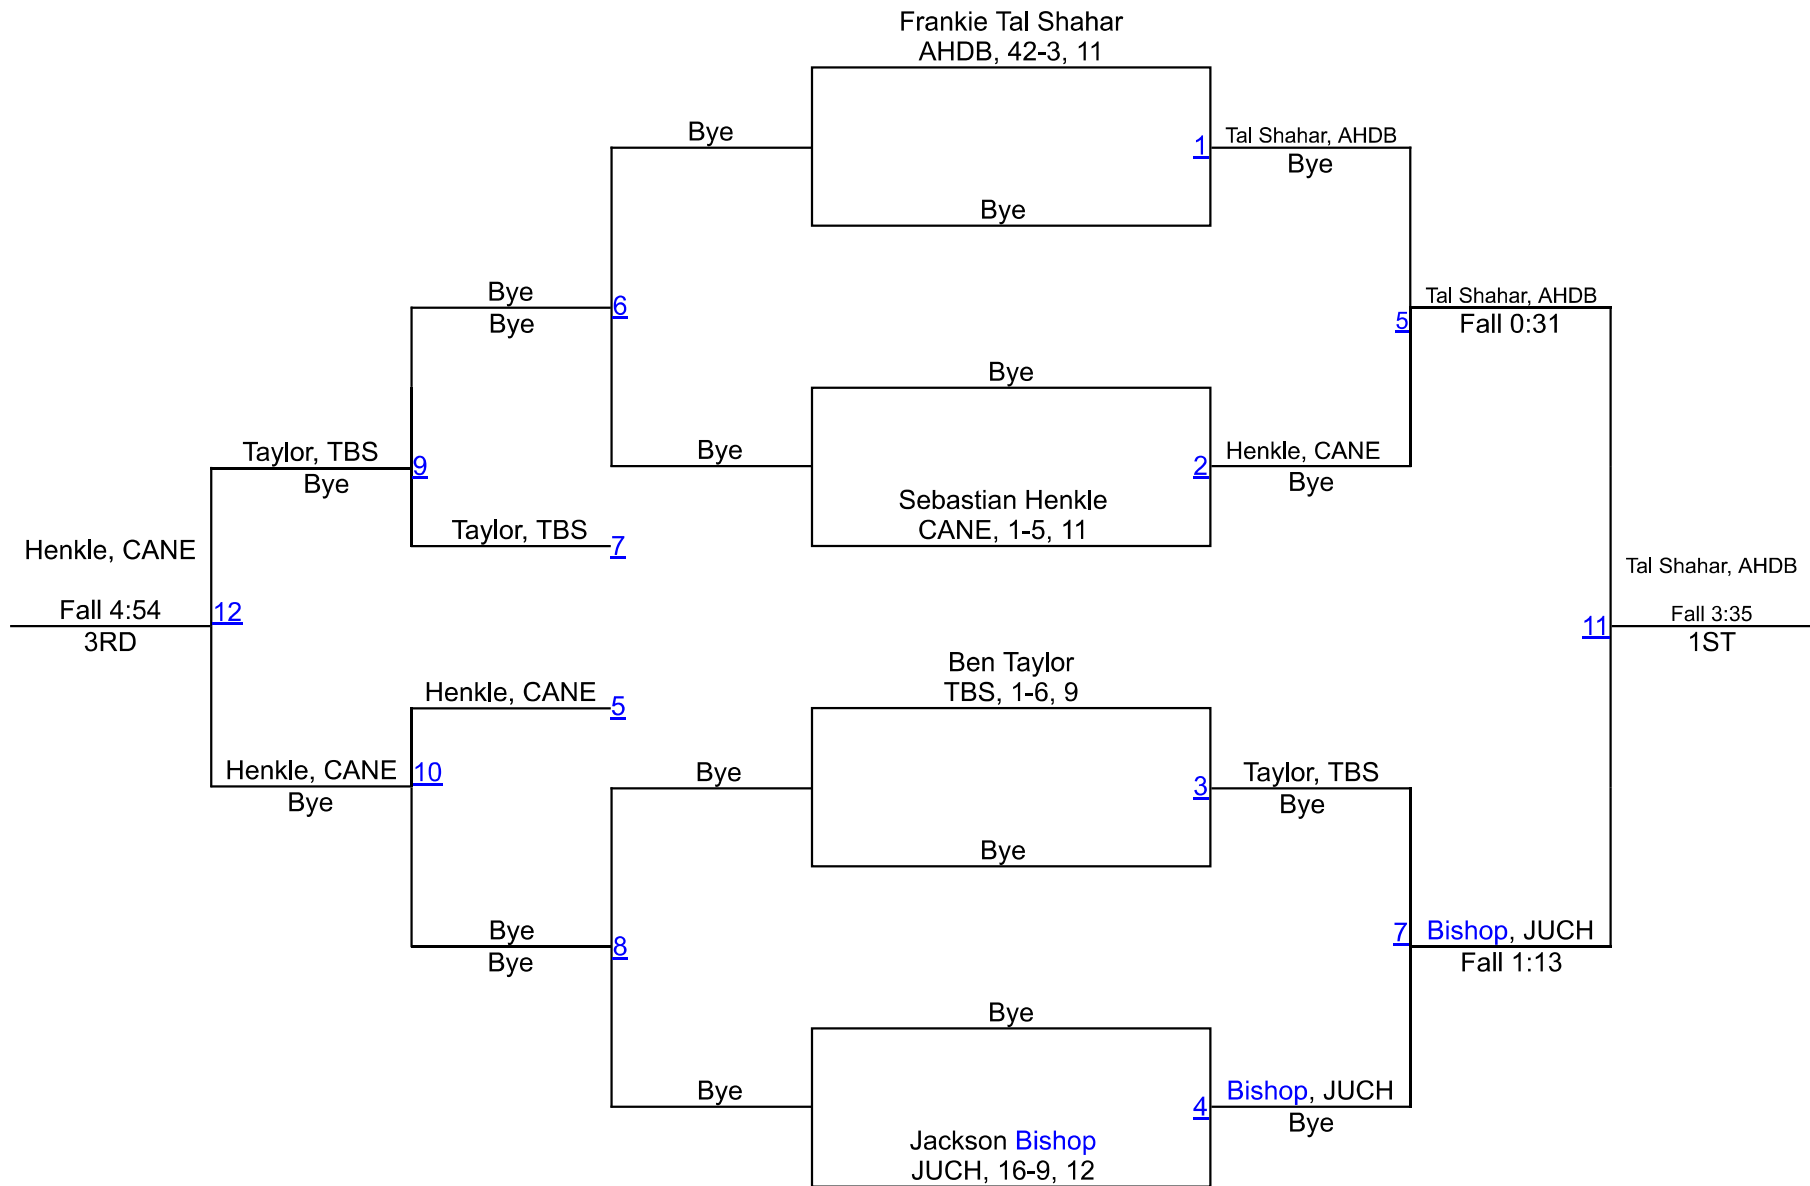 Frankie Tal Shahar
AHDB, 42-3, 11
Bye
1
Tal Shahar, AHDB
Bye
Bye
Bye
Bye
6
Tal Shahar, AHDB
5
Fall 0:31
Bye
Taylor, TBS
Bye
9
Bye
2
Henkle, CANE
Bye
Sebastian Henkle
CANE, 1-5, 11
Taylor, TBS
7
Henkle, CANE
Fall 4:54
3RD
12
Tal Shahar, AHDB
Fall 3:35
1ST
11
Ben Taylor
TBS, 1-6, 9
Henkle, CANE
5
Henkle, CANE
Bye
10
Bye
3
Taylor, TBS
Bye
Bye
Bye
Bye
8
7
Bishop, JUCH
Fall 1:13
Bye
Bye
4
Bishop, JUCH
Bye
Jackson Bishop
JUCH, 16-9, 12